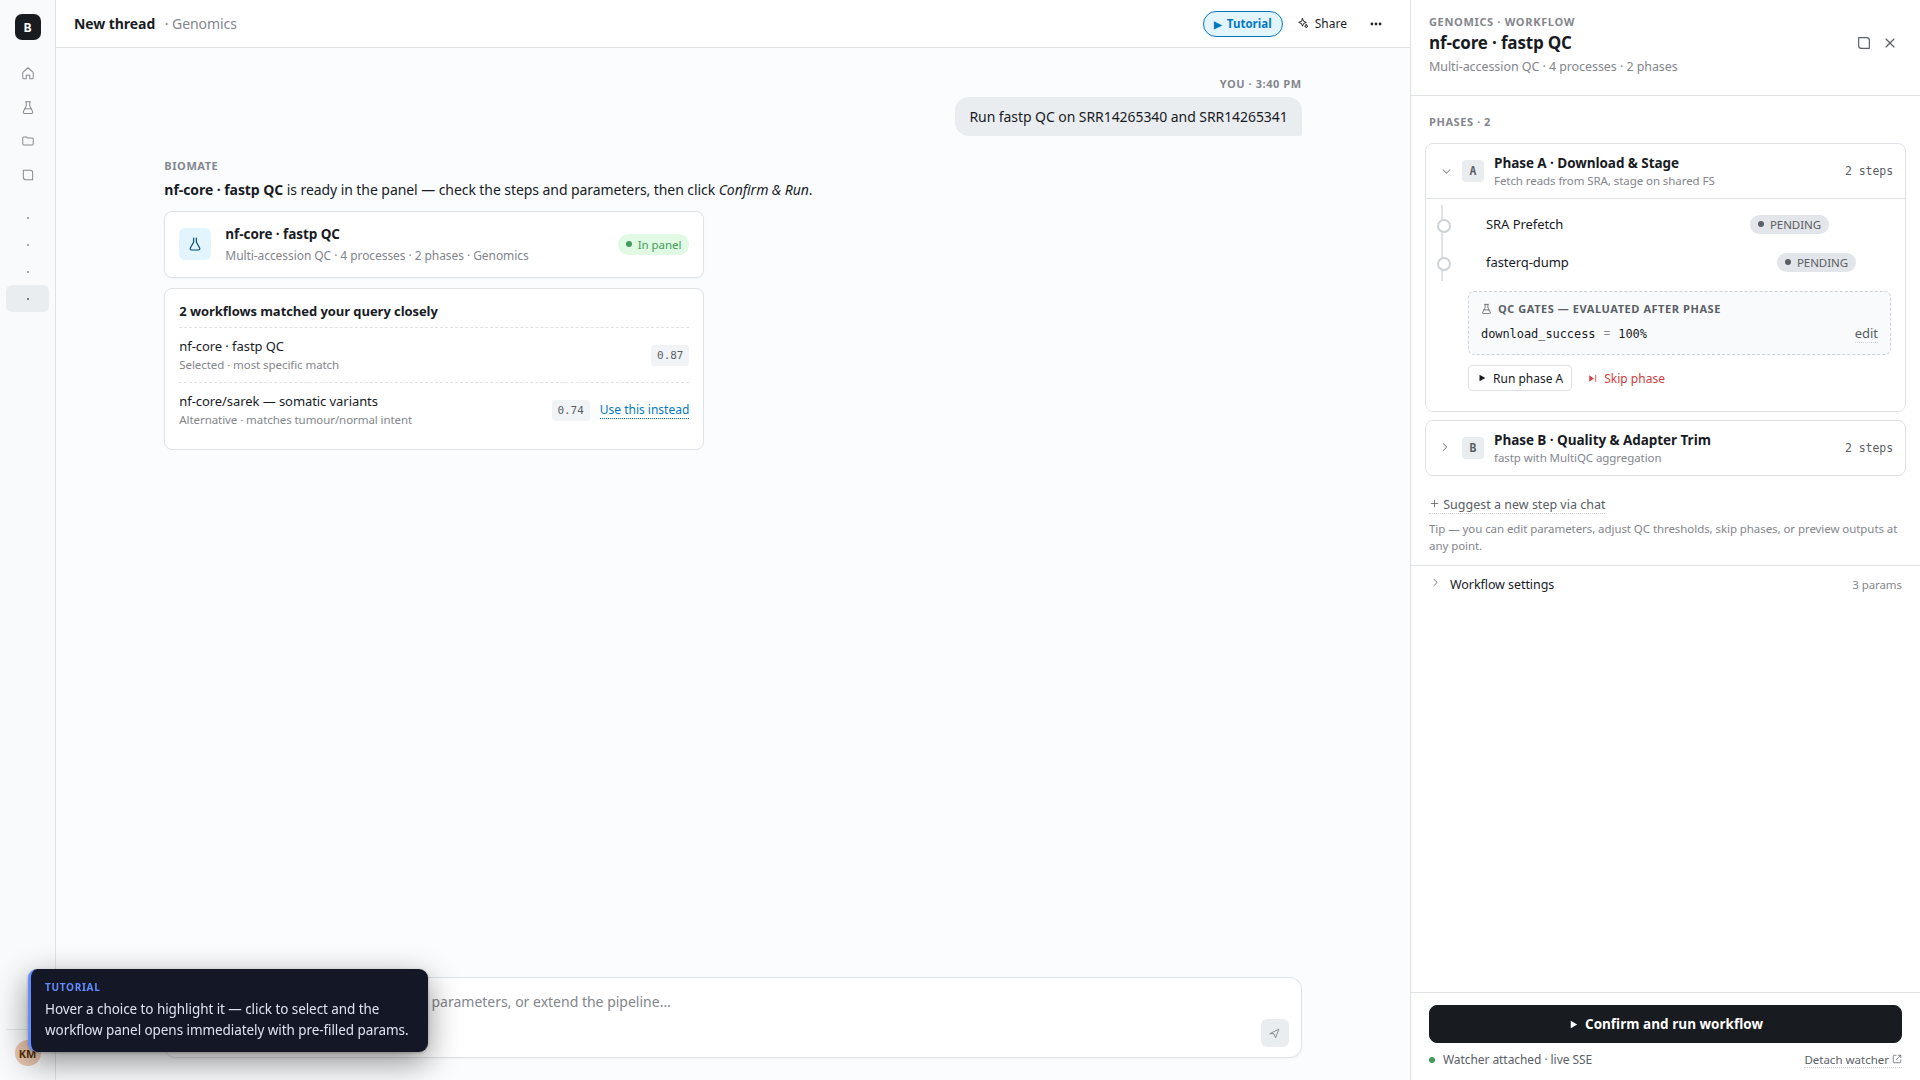 B
New thread · Genomics
▶ Tutorial
Share
YOU · 3:40 PM
Run fastp QC on SRR14265340 and SRR14265341
BIOMATE
nf-core · fastp QC is ready in the panel — check the steps and parameters, then click Confirm & Run.
nf-core · fastp QC
Multi-accession QC · 4 processes · 2 phases · Genomics
In panel
2 workflows matched your query closely
nf-core · fastp QC
Selected · most specific match
0.87
nf-core/sarek — somatic variants
Alternative · matches tumour/normal intent
0.74
Use this instead
parameters, or extend the pipeline...
TUTORIAL
Hover a choice to highlight it — click to select and the
workflow panel opens immediately with pre-filled params.
KM
GENOMICS · WORKFLOW
nf-core · fastp QC
Multi-accession QC · 4 processes · 2 phases
PHASES · 2
A
Phase A · Download & Stage
Fetch reads from SRA, stage on shared FS
2 steps
SRA Prefetch
PENDING
fasterq-dump
PENDING
QC GATES — EVALUATED AFTER PHASE
download_success = 100%
edit
Run phase A
Skip phase
B
Phase B · Quality & Adapter Trim
fastp with MultiQC aggregation
2 steps
+ Suggest a new step via chat
Tip — you can edit parameters, adjust QC thresholds, skip phases, or preview outputs at
any point.
Workflow settings
3 params
Confirm and run workflow
Watcher attached · live SSE
Detach watcher